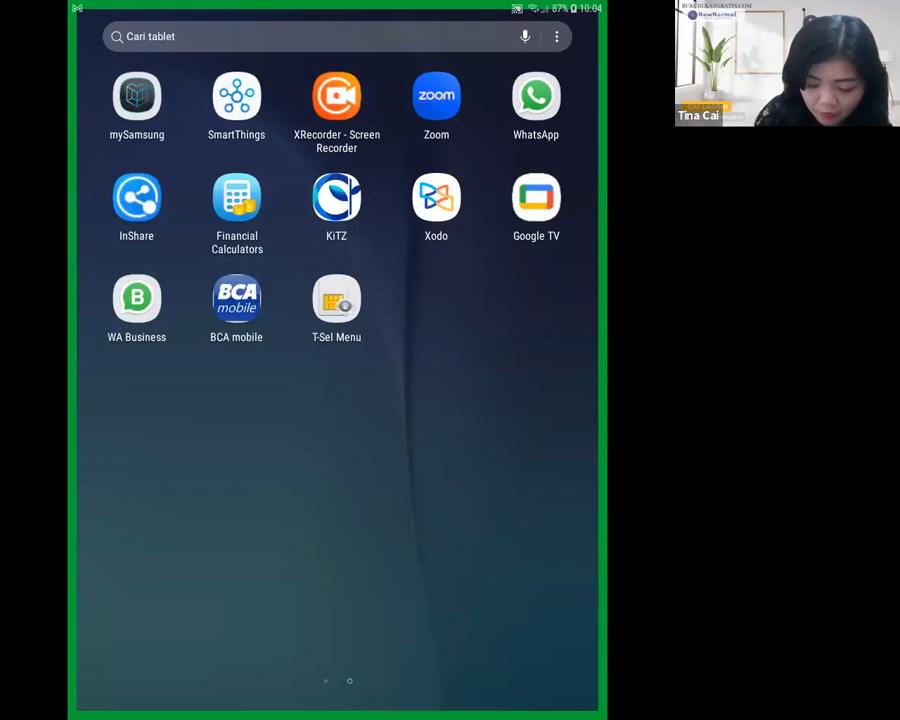 87% 10:04
Cari tablet
mySamsung
SmartThings
XRecorder - Screen
Recorder
zoom
Zoom
WhatsApp
InShare
Financial
Calculators
KiTZ
Xodo
Google TV
B
WA Business
BCA
mobile
BCA mobile
T-Sel Menu
NewNormal
Tina Cai